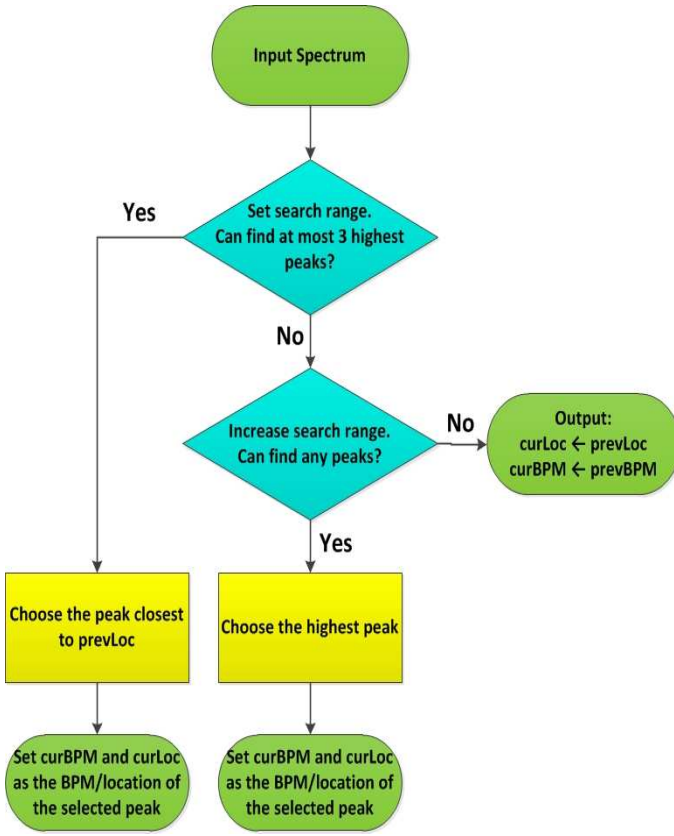 Input Spectrum
Set search range.
Can find at most 3 highest
peaks?
Yes
No
Increase search range.
Can find any peaks?
No
Output:
curLoc ← prevLoc
curBPM ← prevBPM
Yes
Choose the peak closest
to prevLoc
Choose the highest peak
Set curBPM and curLoc
as the BPM/location of
the selected peak
Set curBPM and curLoc
as the BPM/location of
the selected peak